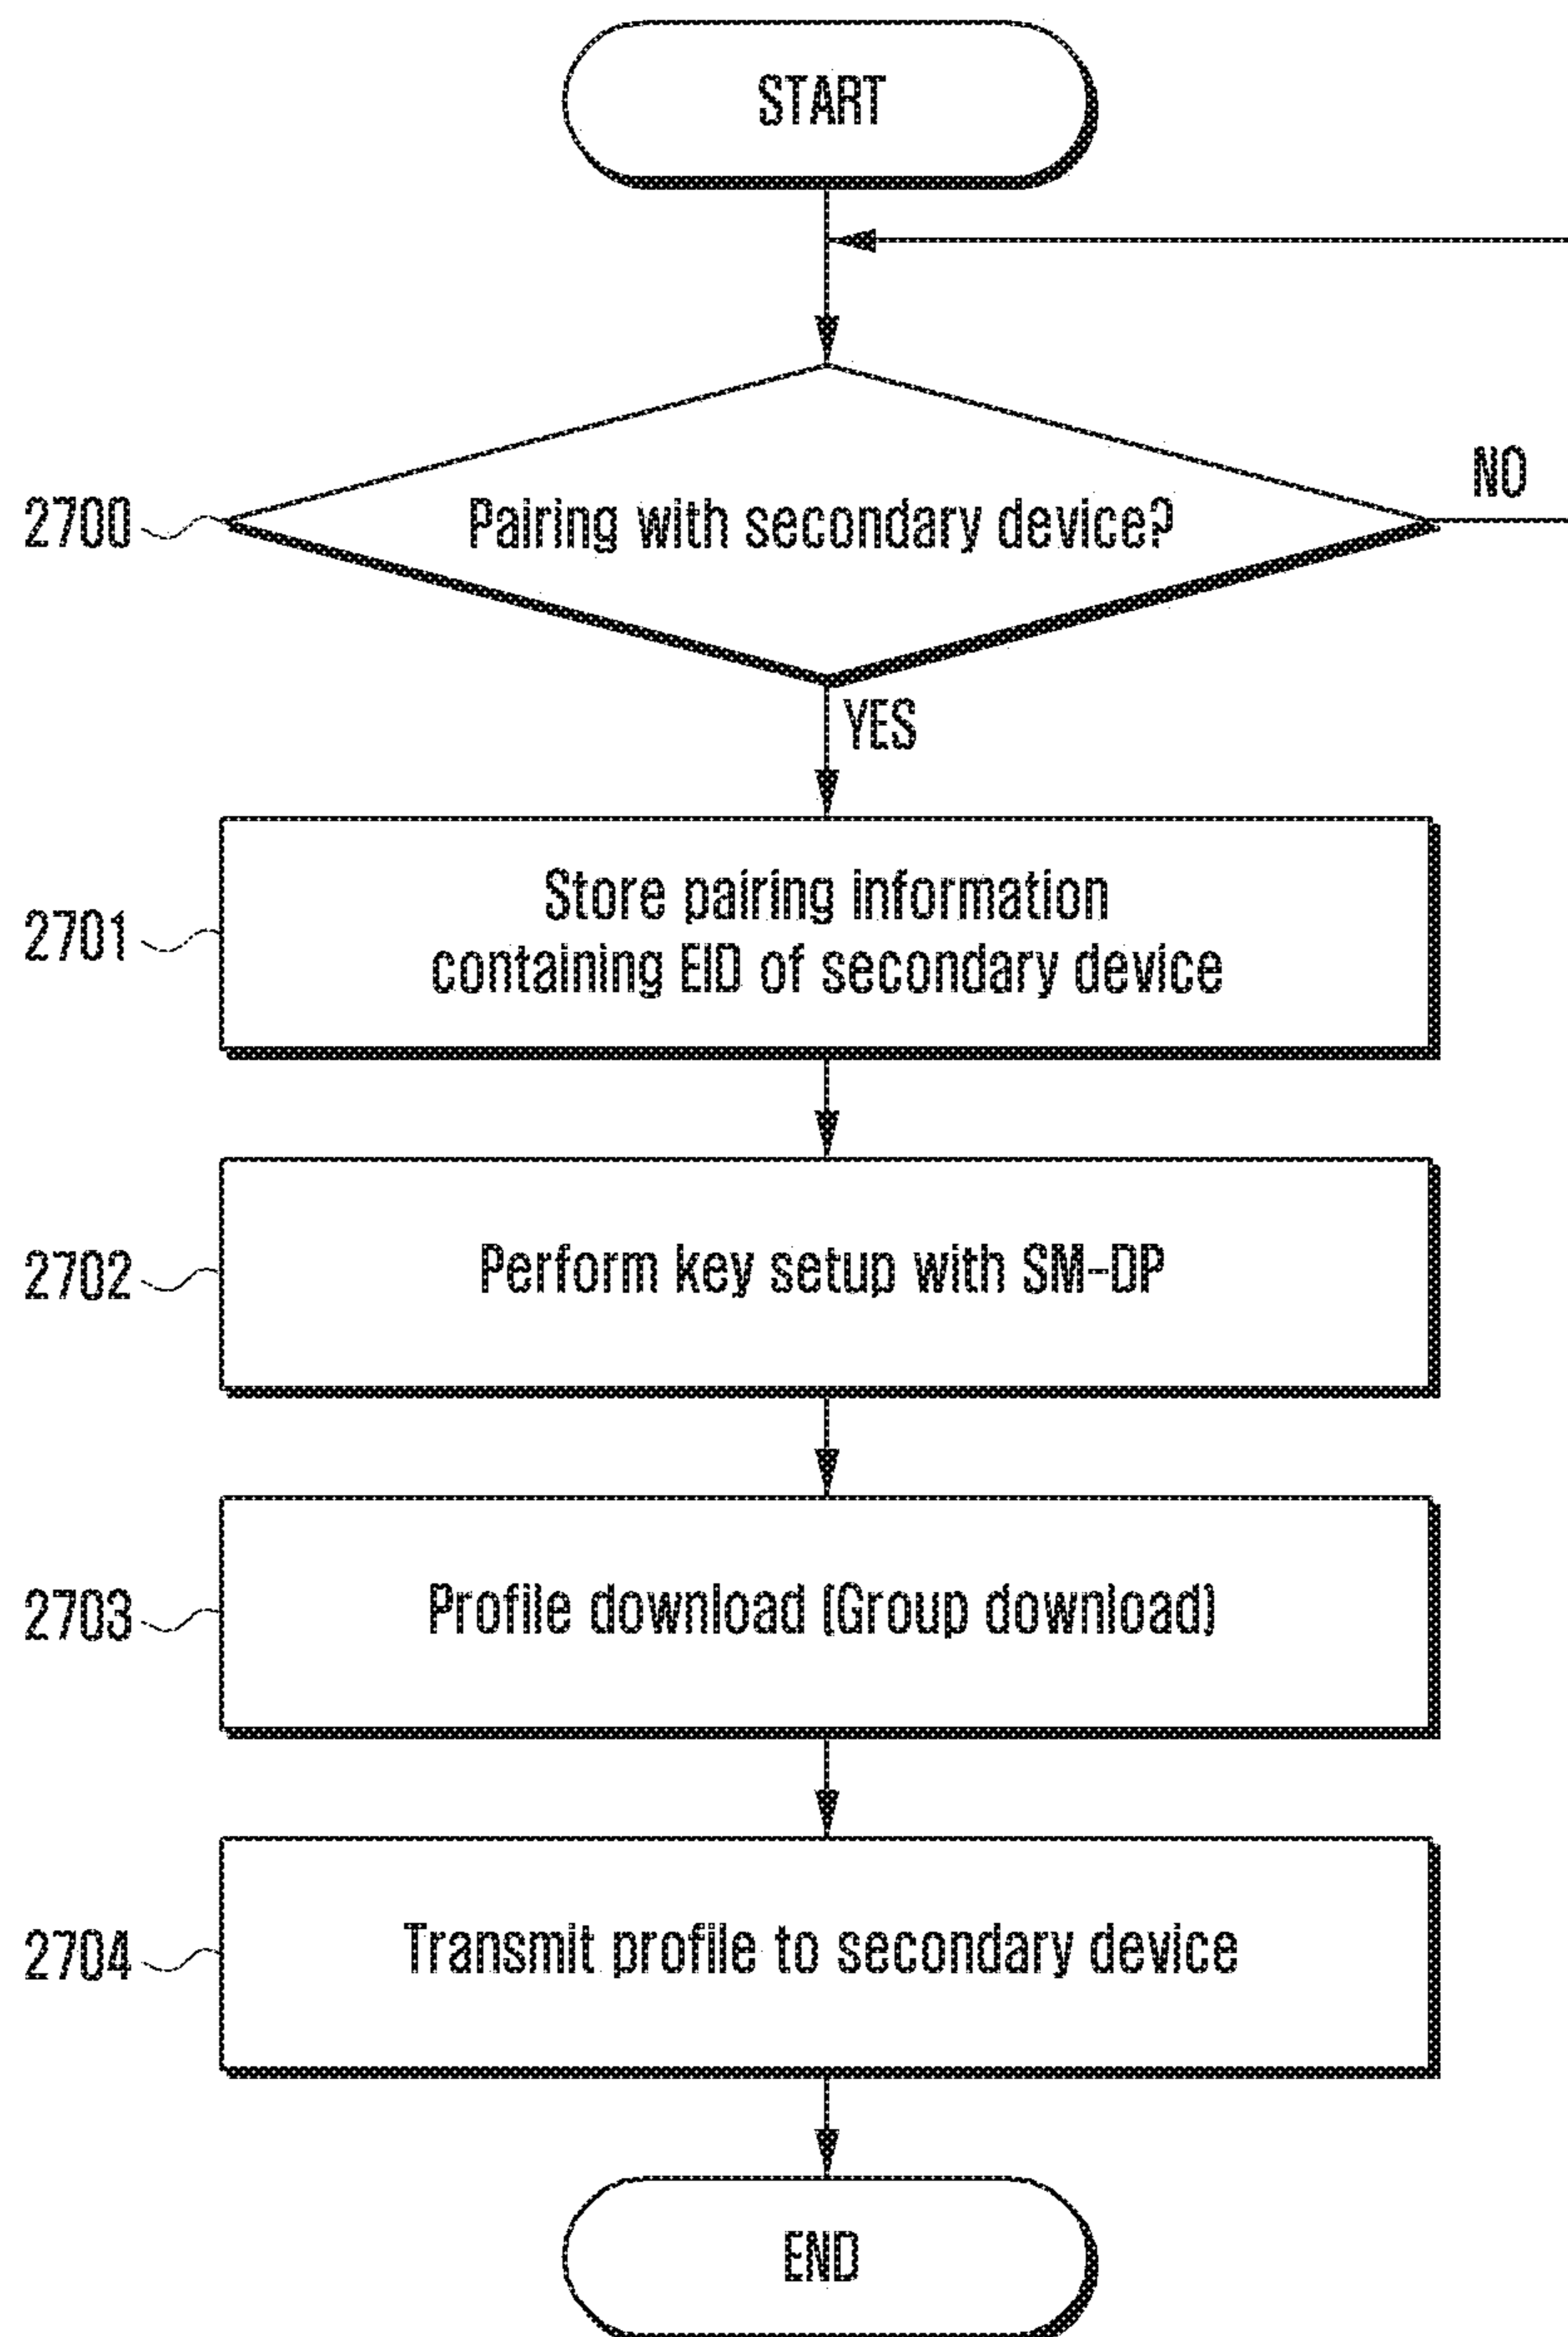 START
NO
2700
Pairing with secondary device?
YES
2701
Store pairing information
containing EID of secondary device
2702
Perform key setup with SM-DP
2703
Profile download (Group download)
2704
Transmit profile to secondary device
END